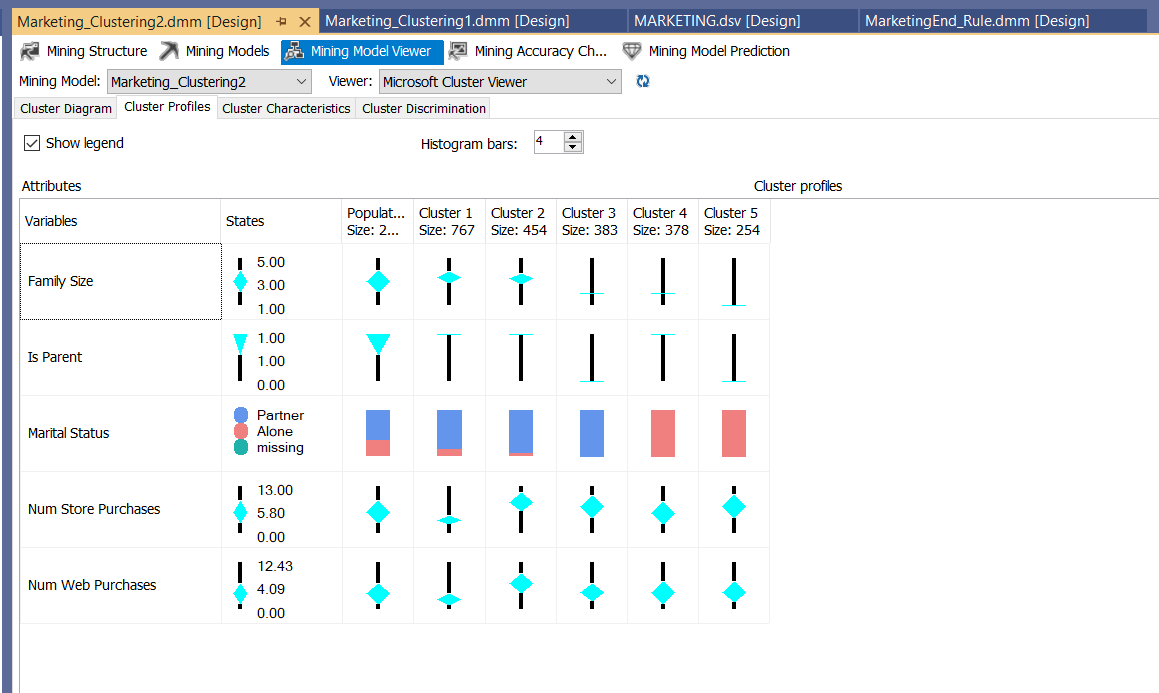 Marketing_Clustering2.dmm [Design] Marketing_Clustering1.dmm [Design] MARKETING.dsv [Design] MarketingEnd_Rule.dmm [Design]
Mining Structure Mining Models Mining Model Viewer Mining Accuracy Ch... Mining Model Prediction
Mining Model: Marketing_Clustering2 Viewer: Microsoft Cluster Viewer
Cluster Diagram Cluster Profiles Cluster Characteristics Cluster Discrimination
Show legend Histogram bars: 4
Attributes Cluster profiles
Variables States Populat... Cluster 1 Cluster 2 Cluster 3 Cluster 4 Cluster 5
Size: 2... Size: 767 Size: 454 Size: 383 Size: 378 Size: 254
Family Size
5.00
3.00
1.00
Is Parent
1.00
1.00
0.00
Marital Status
Partner
Alone
missing
Num Store Purchases
13.00
5.80
0.00
Num Web Purchases
12.43
4.09
0.00